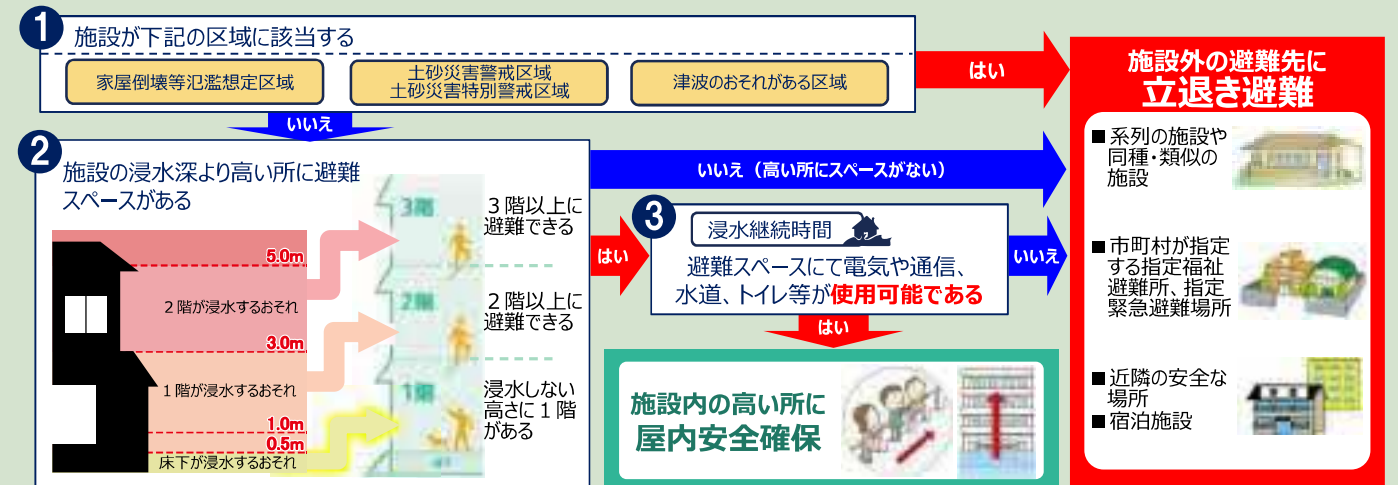 1
施設が下記の区域に該当する
家屋倒壊等氾濫想定区域
土砂災害警戒区域
土砂災害特別警戒区域
津波のおそれがある区域
はい
いいえ
2
施設の浸水深より高い所に避難
スペースがある
5.0m
2階が浸水するおそれ
3.0m
1階が浸水するおそれ
1.0m
0.5m
床下が浸水するおそれ
3階
2階
1階
3階以上に
避難できる
2階以上に
避難できる
浸水しない
高さに1階
がある
いいえ（高い所にスペースがない）
はい
3
浸水継続時間
避難スペースにて電気や通信、
水道、トイレ等が使用可能である
いいえ
はい
施設内の高い所に
屋内安全確保
施設外の避難先に
立退き避難
■系列の施設や
同種・類似の
施設
■市町村が指定
する指定福祉
避難所、指定
緊急避難場所
■近隣の安全な
場所
■宿泊施設